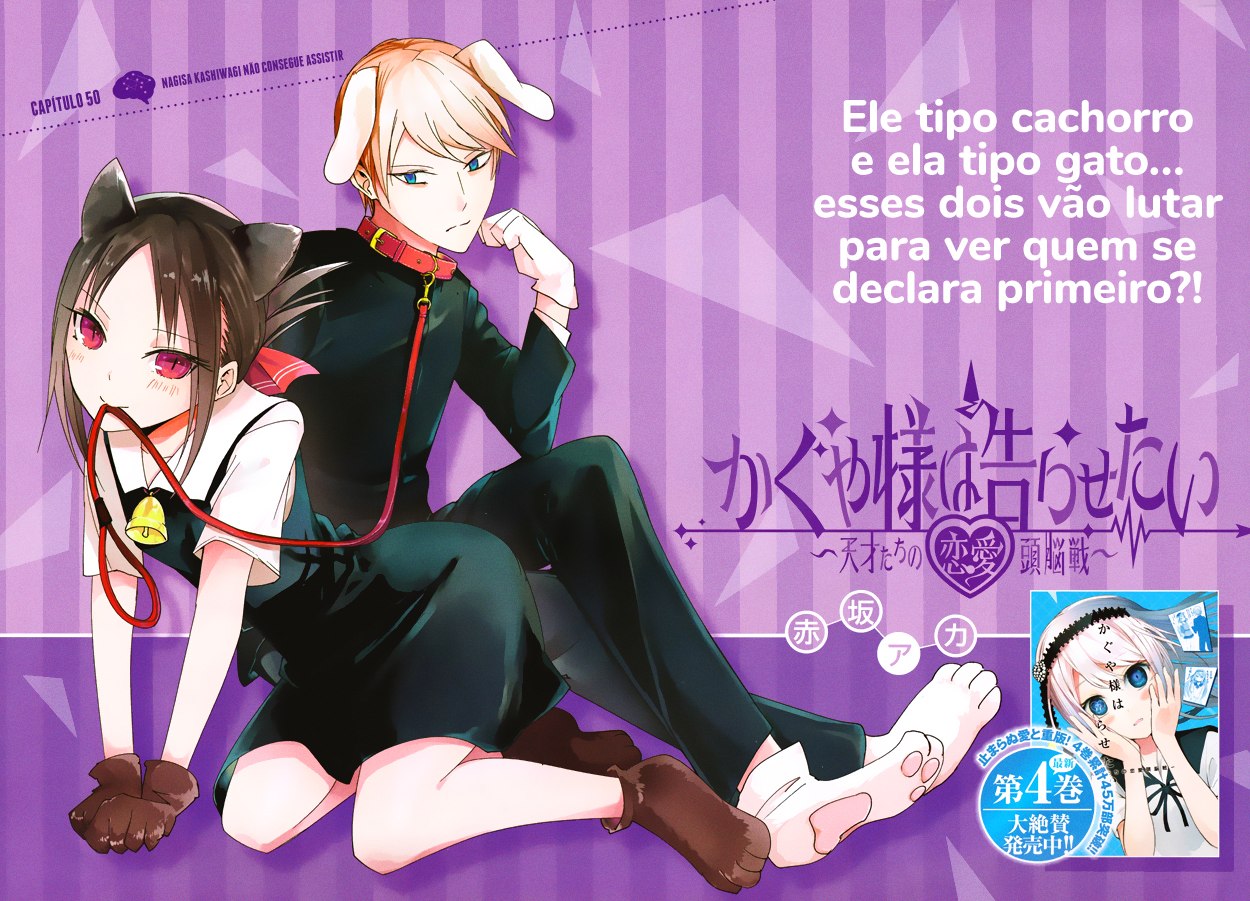 CAPÍTULO 50
NAGISA KASHIWAGI NÃO CONSEGUE ASSISTIR
Ele tipo cachorro
e ela tipo gato...
esses dois vão lutar
para ver quem se
declara primeiro?!
かぐや様は告らせたい
～天才たちの恋愛頭脳戦～
赤坂アカ
かぐや様は
らせ
止まらぬ愛と重版! 4巻累計45万部突破!!
最新
第4巻
大絶賛
発売中!!